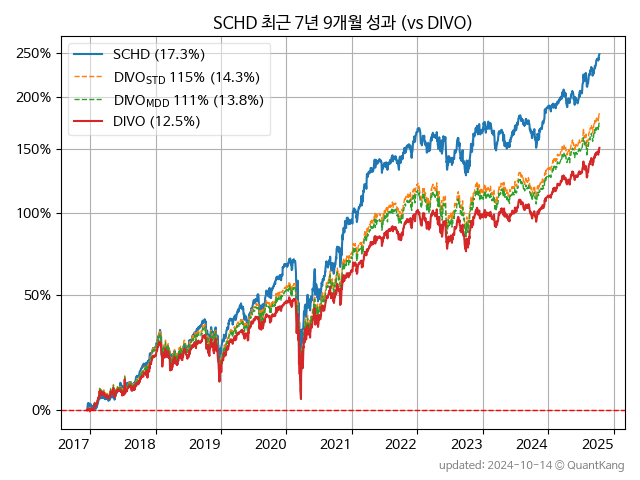 SCHD 최근 7년 9개월 성과 (vs DIVO)
SCHD (17.3%)
DIVO_STD 115% (14.3%)
DIVO_MDD 111% (13.8%)
DIVO (12.5%)
250%
200%
150%
100%
50%
0%
2017 2018 2019 2020 2021 2022 2023 2024 2025
updated: 2024-10-14 © QuantKang